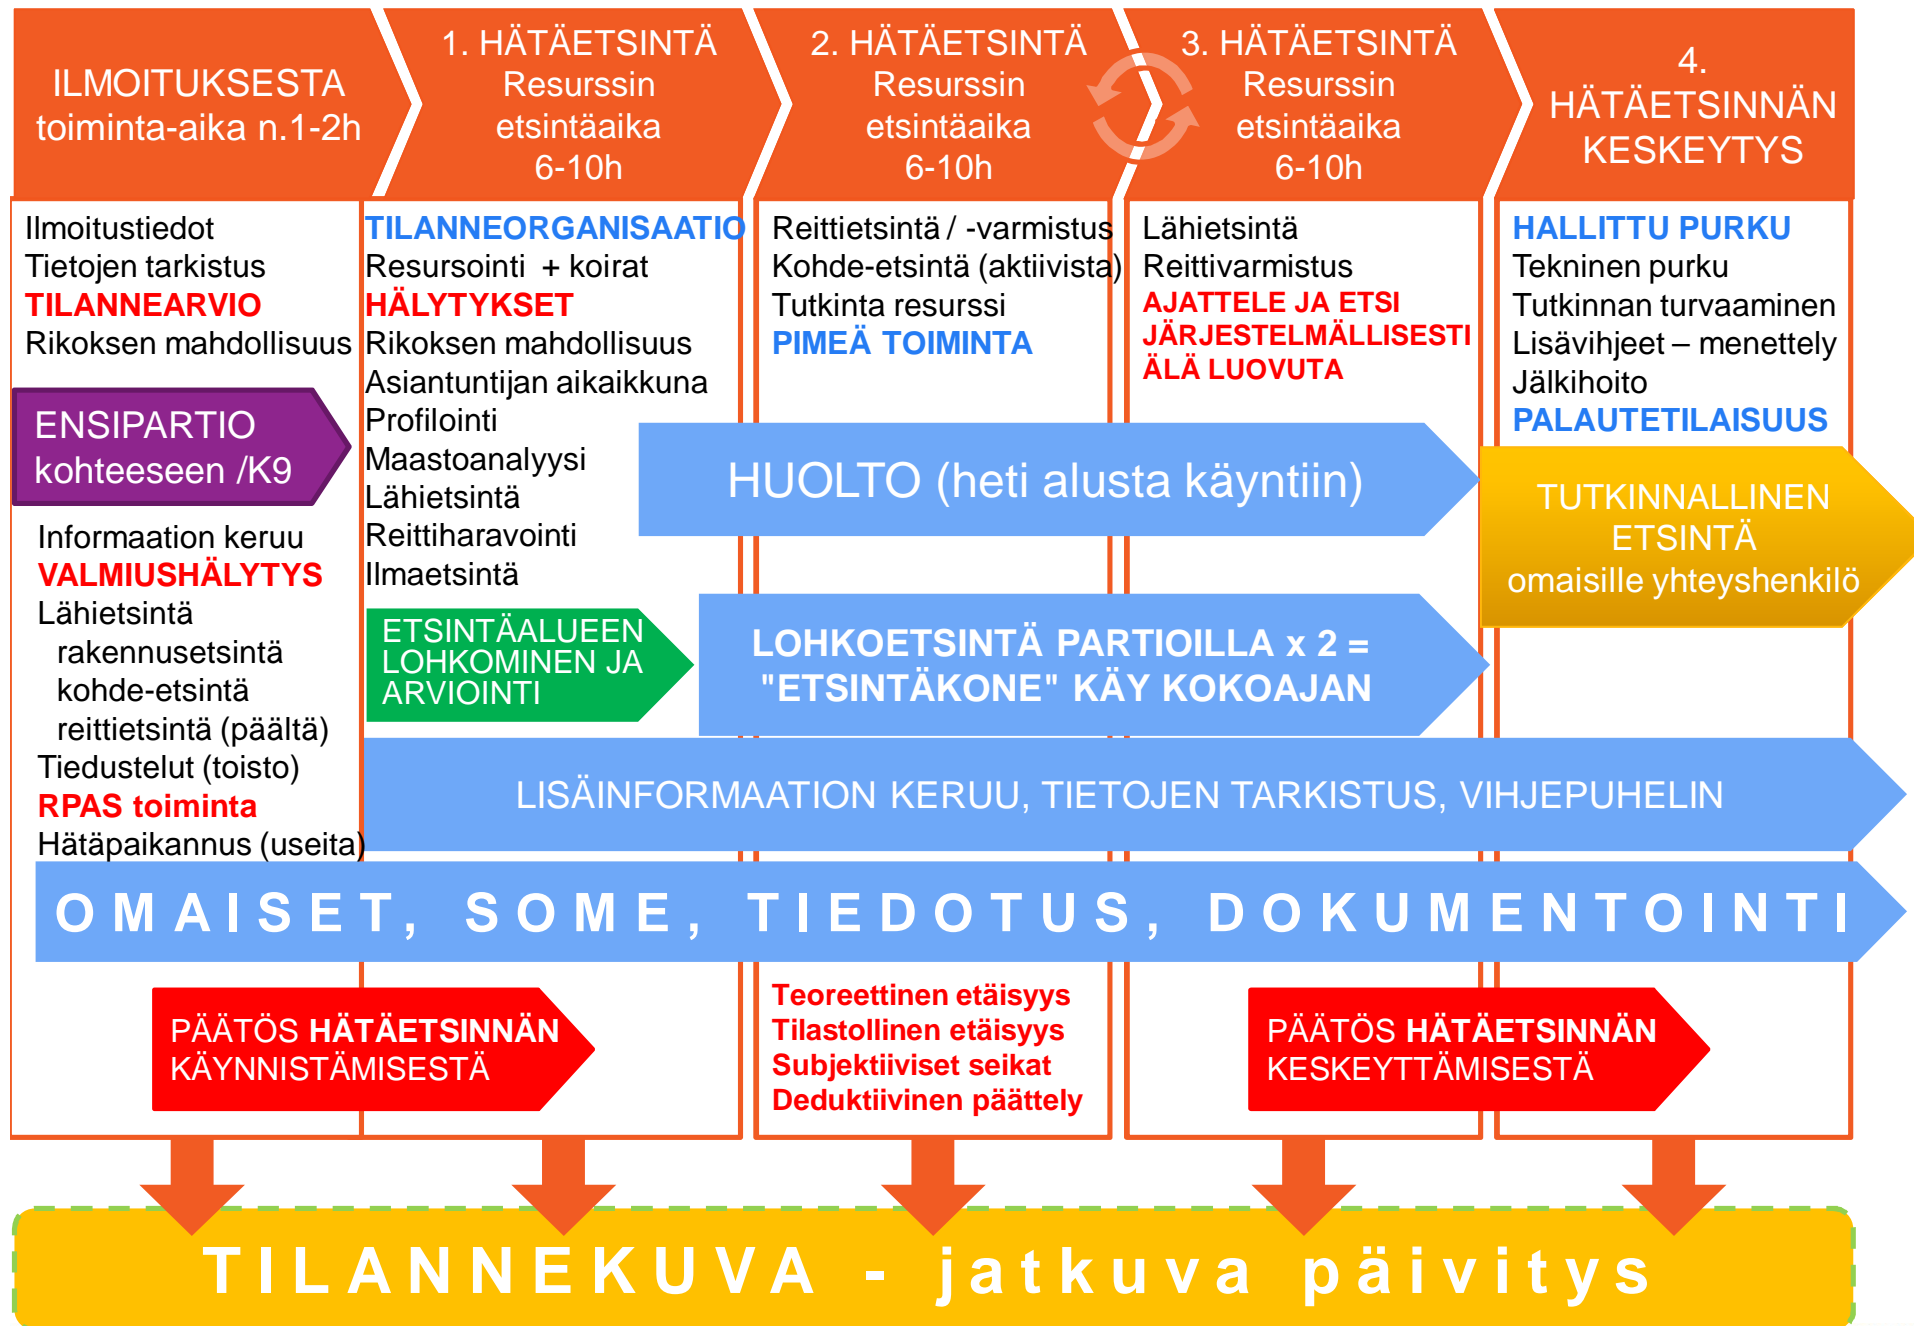 ILMOITUKSESTA
toiminta-aika n.1-2h
1. HÄTÄETSINTÄ
Resurssin
etsintäaika
6-10h
2. HÄTÄETSINTÄ
Resurssin
etsintäaika
6-10h
3. HÄTÄETSINTÄ
Resurssin
etsintäaika
6-10h
4.
HÄTÄETSINNÄN
KESKEYTYS
Ilmoitustiedot
Tietojen tarkistus
TILANNEARVIO
Rikoksen mahdollisuus
ENSIPARTIO
kohteeseen /K9
Informaation keruu
VALMIUSHÄLYTYS
Lähietsintä
rakennusetsintä
kohde-etsintä
reittietsintä (päältä)
Tiedustelut (toisto)
RPAS toiminta
Hätäpaikannus (useita)
TILANNEORGANISAATIO
Resursointi + koirat
HÄLYTYKSET
Rikoksen mahdollisuus
Asiantuntijan aikaikkuna
Profilointi
Maastoanalyysi
Lähietsintä
Reittiharavointi
Ilmaetsintä
ETSINTÄALUEEN
LOHKOMINEN JA
ARVIOINTI
Reittietsintä / -varmistus
Kohde-etsintä (aktiivista)
Tutkinta resurssi
PIMEÄ TOIMINTA
Lähietsintä
Reittivarmistus
AJATTELE JA ETSI
JÄRJESTELMÄLLISESTI
ÄLÄ LUOVUTA
HALLITTU PURKU
Tekninen purku
Tutkinnan turvaaminen
Lisävihjeet – menettely
Jälkihoito
PALAUTETILAISUUS
HUOLTO (heti alusta käyntiin)
TUTKINNALLINEN
ETSINTÄ
omaisille yhteyshenkilö
LOHKOETSINTÄ PARTIOILLA x 2 =
"ETSINTÄKONE" KÄY KOKOAJAN
LISÄINFORMAATION KERUU, TIETOJEN TARKISTUS, VIHJEPUHELIN
OMAISET, SOME, TIEDOTUS, DOKUMENTOINTI
PÄÄTÖS HÄTÄETSINNÄN
KÄYNNISTÄMISESTÄ
Teoreettinen etäisyys
Tilastollinen etäisyys
Subjektiiviset seikat
Deduktiivinen päättely
PÄÄTÖS HÄTÄETSINNÄN
KESKEYTTÄMISESTÄ
TILANNEKUVA - jatkuva päivitys